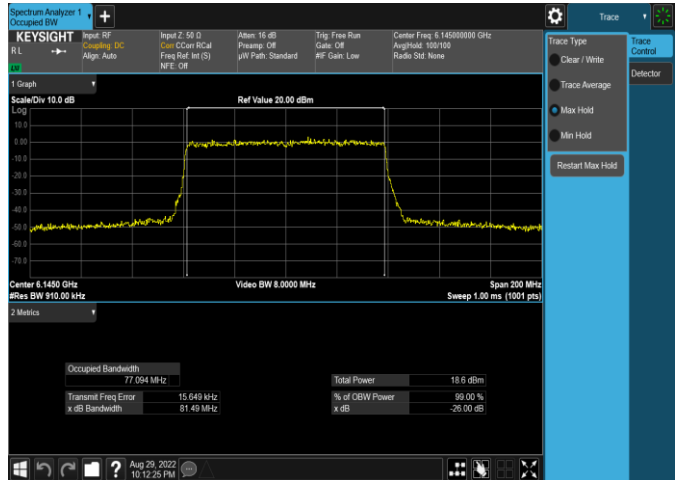 Spectrum Analyzer 1
Occupied BW
KEYSIGHT
R L
Input: RF
Coupling: DC
Align: Auto
Input Z: 50 Ω
Corr CCorr RCal
Freq Ref: Int (S)
NFE: Off
Atten: 16 dB
Preamp: Off
µW Path: Standard
Trig: Free Run
Gate: Off
#IF Gain: Low
Center Freq: 6.145000000 GHz
Avg|Hold: 100/100
Radio Std: None
1 Graph
Scale/Div 10.0 dB
Ref Value 20.00 dBm
Log
10.0
0.00
-10.0
-20.0
-30.0
-40.0
-50.0
-60.0
-70.0
Center 6.1450 GHz
#Res BW 910.00 kHz
Video BW 8.0000 MHz
Span 200 MHz
Sweep 1.00 ms (1001 pts)
2 Metrics
Occupied Bandwidth
77.094 MHz
Transmit Freq Error 15.649 kHz
x dB Bandwidth 81.49 MHz
Total Power 18.6 dBm
% of OBW Power 99.00 %
x dB -26.00 dB
Aug 29, 2022
10:12:25 PM
Trace
Trace Type
Clear / Write
Trace Average
Max Hold
Min Hold
Restart Max Hold
Trace
Control
Detector